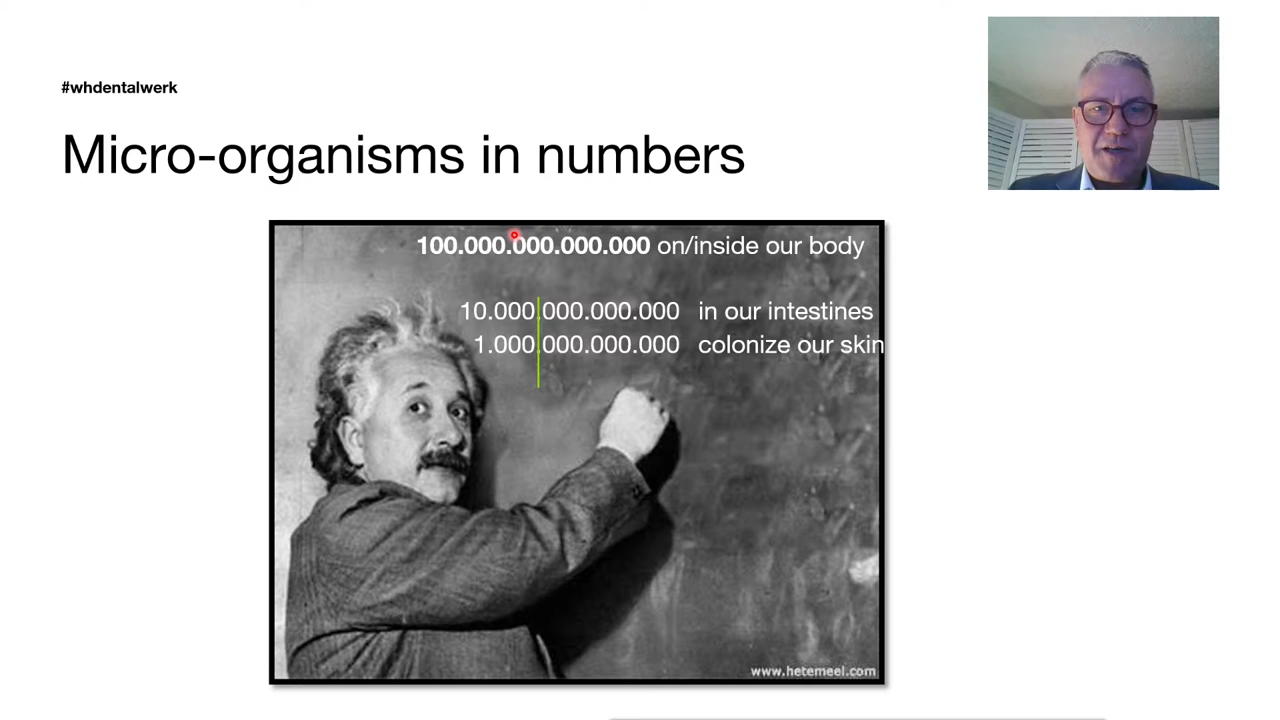 #whdentalwerk
Micro-organisms in numbers
100.000.000.000.000 on/inside our body
10.000.000.000.000 in our intestines
1.000.000.000.000 colonize our skin
www.hetemeel.com